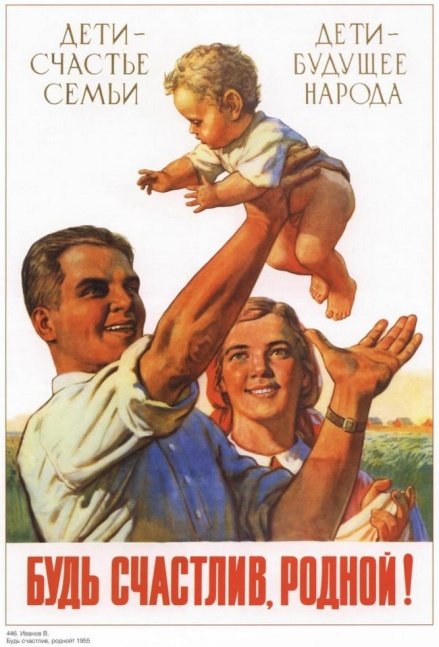 ДЕТИ–
СЧАСТЬЕ
СЕМЬИ
ДЕТИ–
БУДУЩЕЕ
НАРОДА
БУДЬ СЧАСТЛИВ, РОДНОЙ!
446. Иванов В.
Будь счастлив, родной! 1955